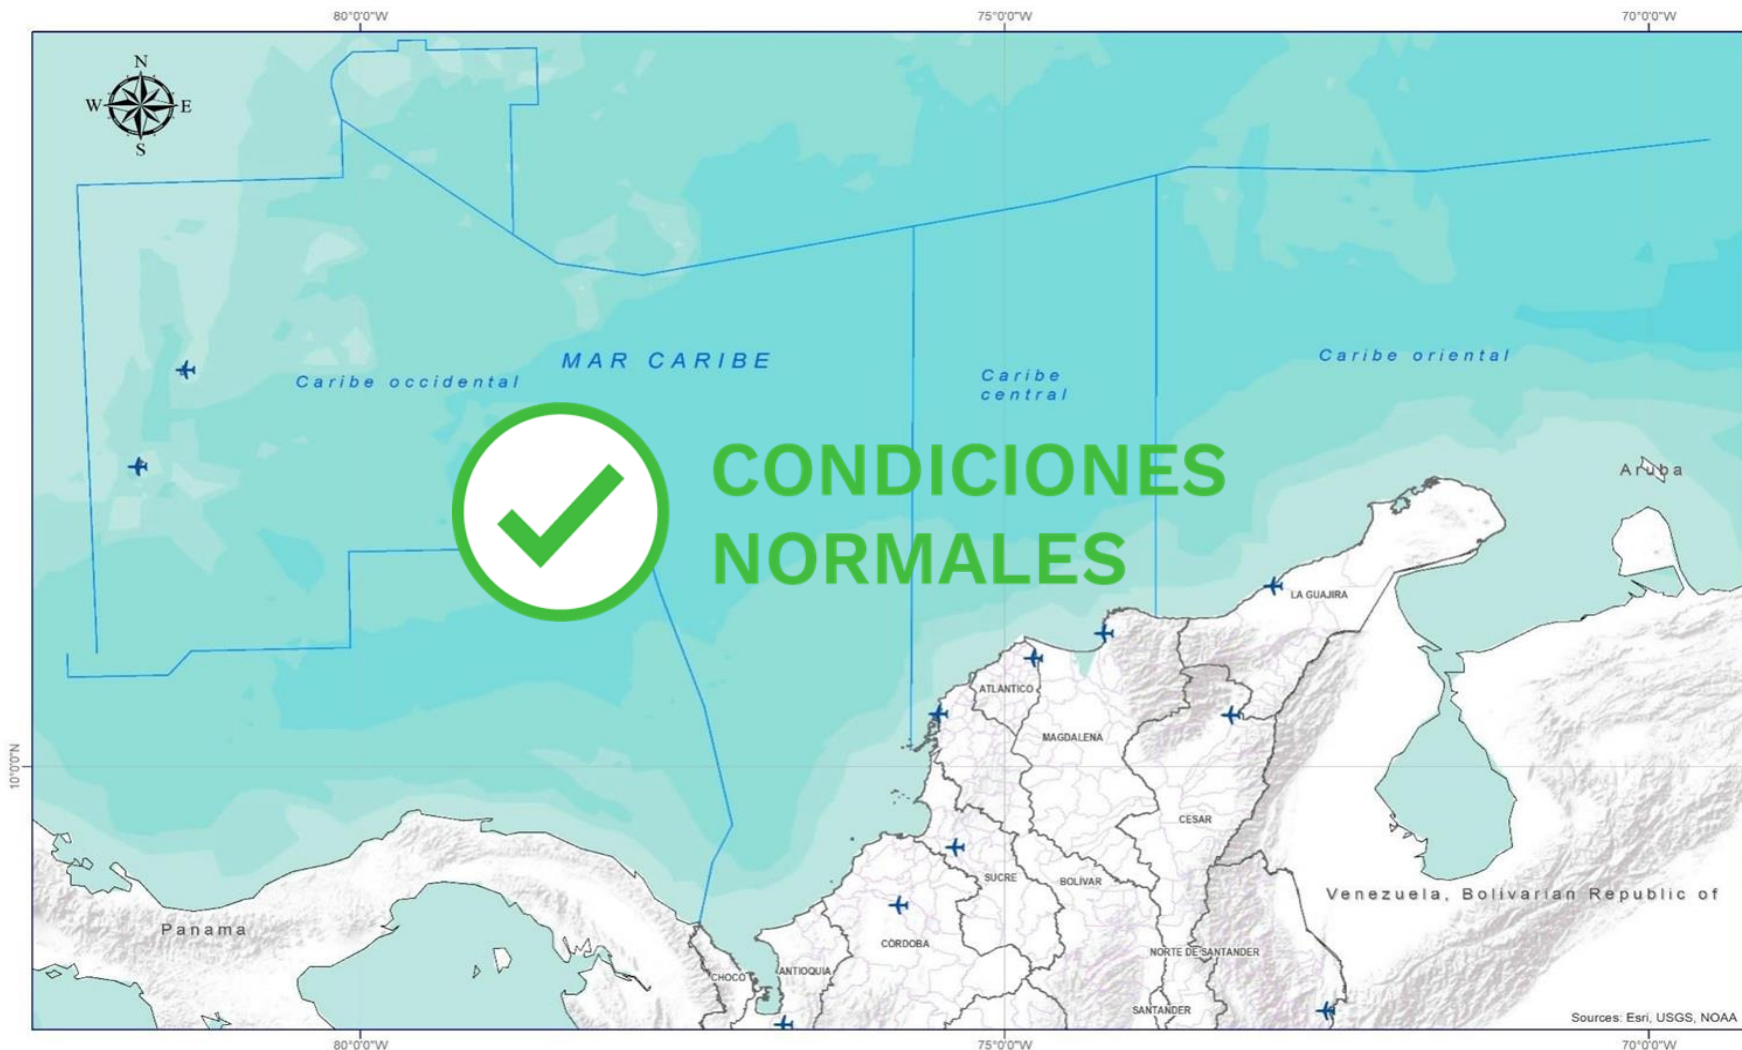 80°0'0"W
75°0'0"W
70°0'0"W
N
W
E
S
MAR CARIBE
Caribe occidental
Caribe
central
Caribe oriental
CONDICIONES
NORMALES
Aruba
LA GUAJIRA
ATLANTICO
MAGDALENA
10°0'0"N
CESAR
SUCRE
BOLÍVAR
Venezuela, Bolivarian Republic of
Panama
CÓRDOBA
NORTE DE SANTANDER
CHOCO
ANTIOQUIA
SANTANDER
Sources: Esri, USGS, NOAA
80°0'0"W
75°0'0"W
70°0'0"W